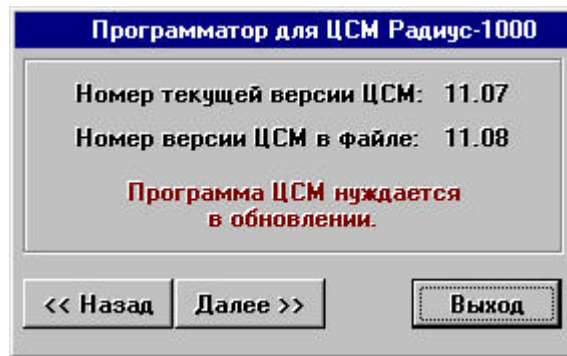 Программатор для ЦСМ Радиус-1000
Номер текущей версии ЦСМ: 11.07
Номер версии ЦСМ в файле: 11.08
Программа ЦСМ нуждается
в обновлении.
<< Назад Далее >> Выход